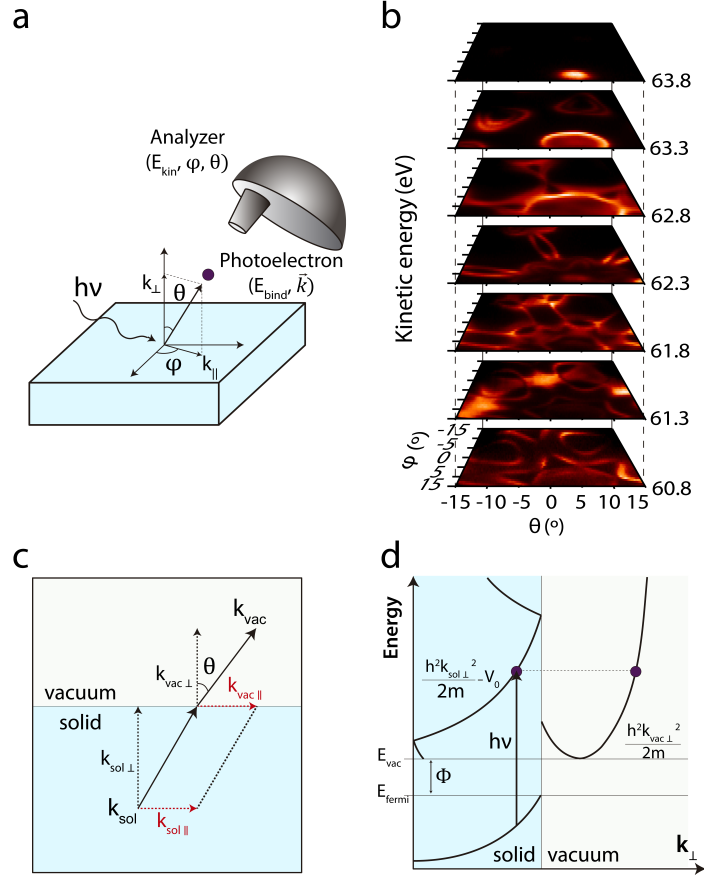 a
Analyzer
(E_kin, φ, θ)
Photoelectron
(E_bind, k⃗)
hν
k⊥
θ
φ
k||
b
Kinetic energy (eV)
63.8
63.3
62.8
62.3
61.8
61.3
60.8
φ (º)
-15
-5
0
5
15
-15 -10 -5 0 5 10 15
θ (º)
c
k_vac
k_vac⊥
θ
k_vac||
vacuum
solid
k_sol⊥
k_sol
k_sol||
d
Energy
h²k_sol⊥²
2m
-V₀
hν
h²k_vac⊥²
2m
E_vac
Φ
E_fermi
solid
vacuum
k⊥